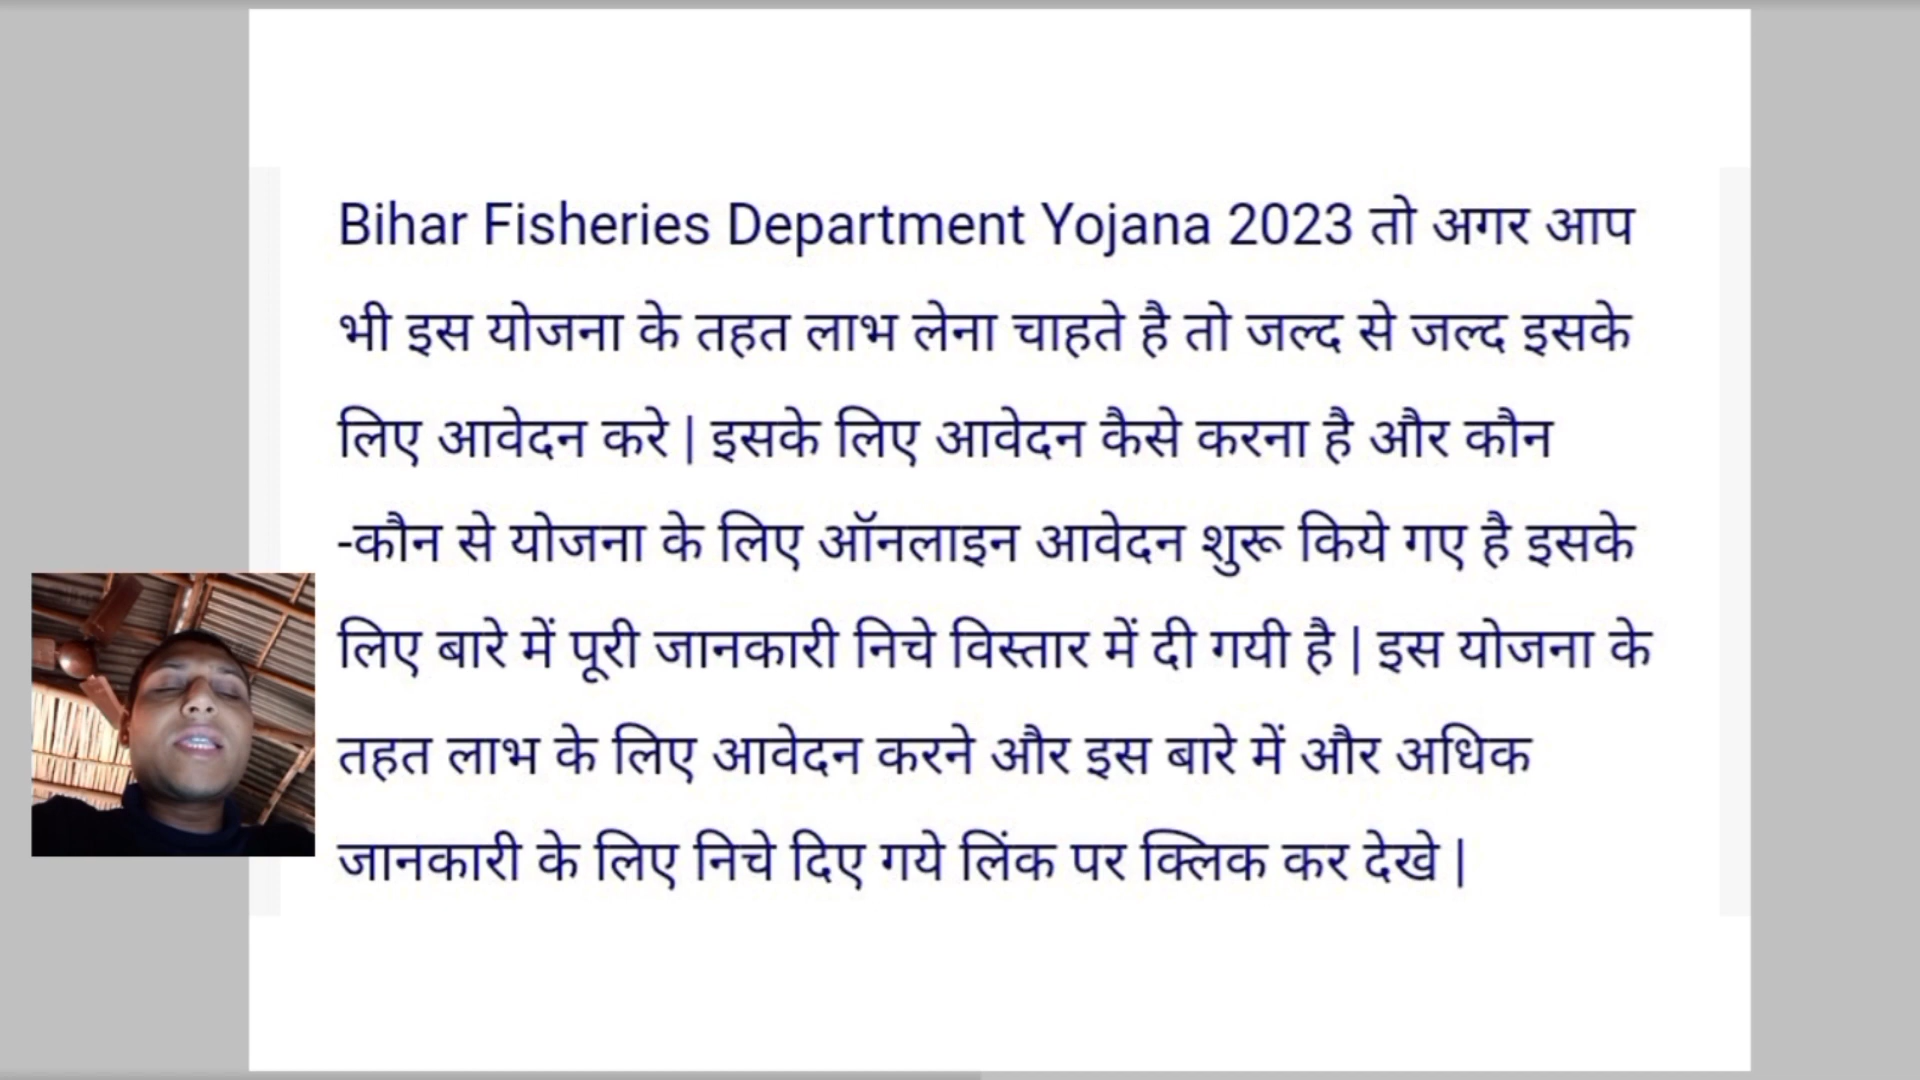 Bihar Fisheries Department Yojana 2023 तो अगर आप
भी इस योजना के तहत लाभ लेना चाहते है तो जल्द से जल्द इसके
लिए आवेदन करे | इसके लिए आवेदन कैसे करना है और कौन
-कौन से योजना के लिए ऑनलाइन आवेदन शुरू किये गए है इसके
लिए बारे में पूरी जानकारी निचे विस्तार में दी गयी है | इस योजना के
तहत लाभ के लिए आवेदन करने और इस बारे में और अधिक
जानकारी के लिए निचे दिए गये लिंक पर क्लिक कर देखे |